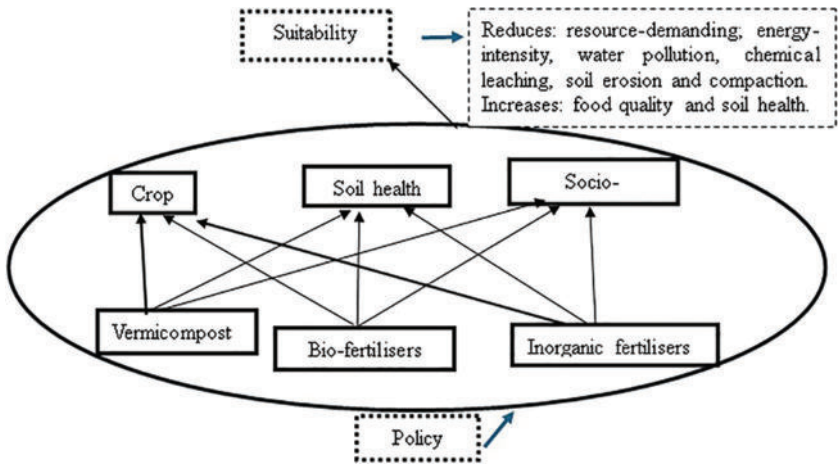 Suitability
Reduces: resource-demanding; energy-
intensity, water pollution, chemical
leaching, soil erosion and compaction.
Increases: food quality and soil health.
Crop
Soil health
Socio-
Vermicompost
Bio-fertilisers
Inorganic fertilisers
Policy